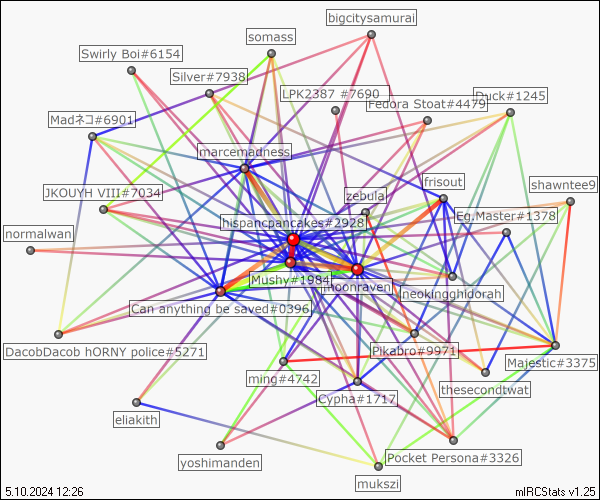 bigcitysamurai
somass
Swirly Boi#6154
Silver#7938
LPK2387 #7690
Duck#1245
Fedora Stoat#4479
Madネコ#6901
marcemadness
frisout
shawntee9
JKOUYH VIII#7034
zebula
hispancpancakes#2928
Eg.Master#1378
normalwan
Mushy#1984
moonraven
neokingghidorah
Can anything be saved#0396
DacobDacob hORNY police#5271
Pikabro#9971
Majestic#3375
ming#4742
thesecondtwat
Cypha#1717
eliakith
yoshimanden
Pocket Persona#3326
mukszi
5.10.2024 12:26
mIRCStats v1.25